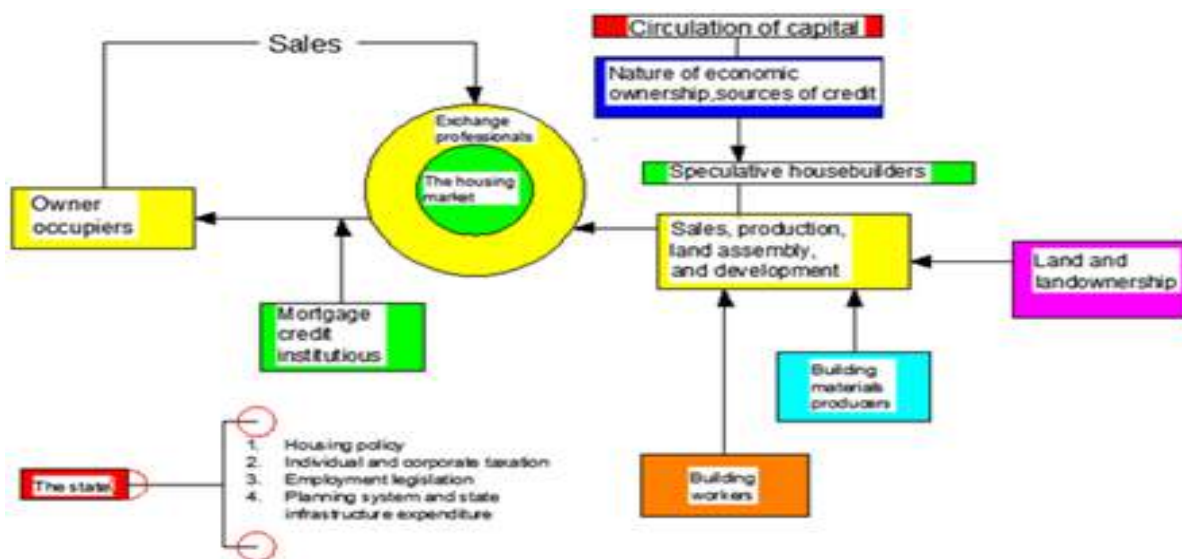 Sales
Circulation of capital
Nature of economic
ownership,sources of credit
Exchange
professionals
The housing
market
Speculative housebuilders
Owner
occupiers
Sales, production,
land assembly,
and development
Land and
landownership
Mortgage
credit
institutious
Building
materials
producers
Building
workers
The state
1. Housing policy
2. Individual and corporate taxation
3. Employment legislation
4. Planning system and state
infrastructure expenditure